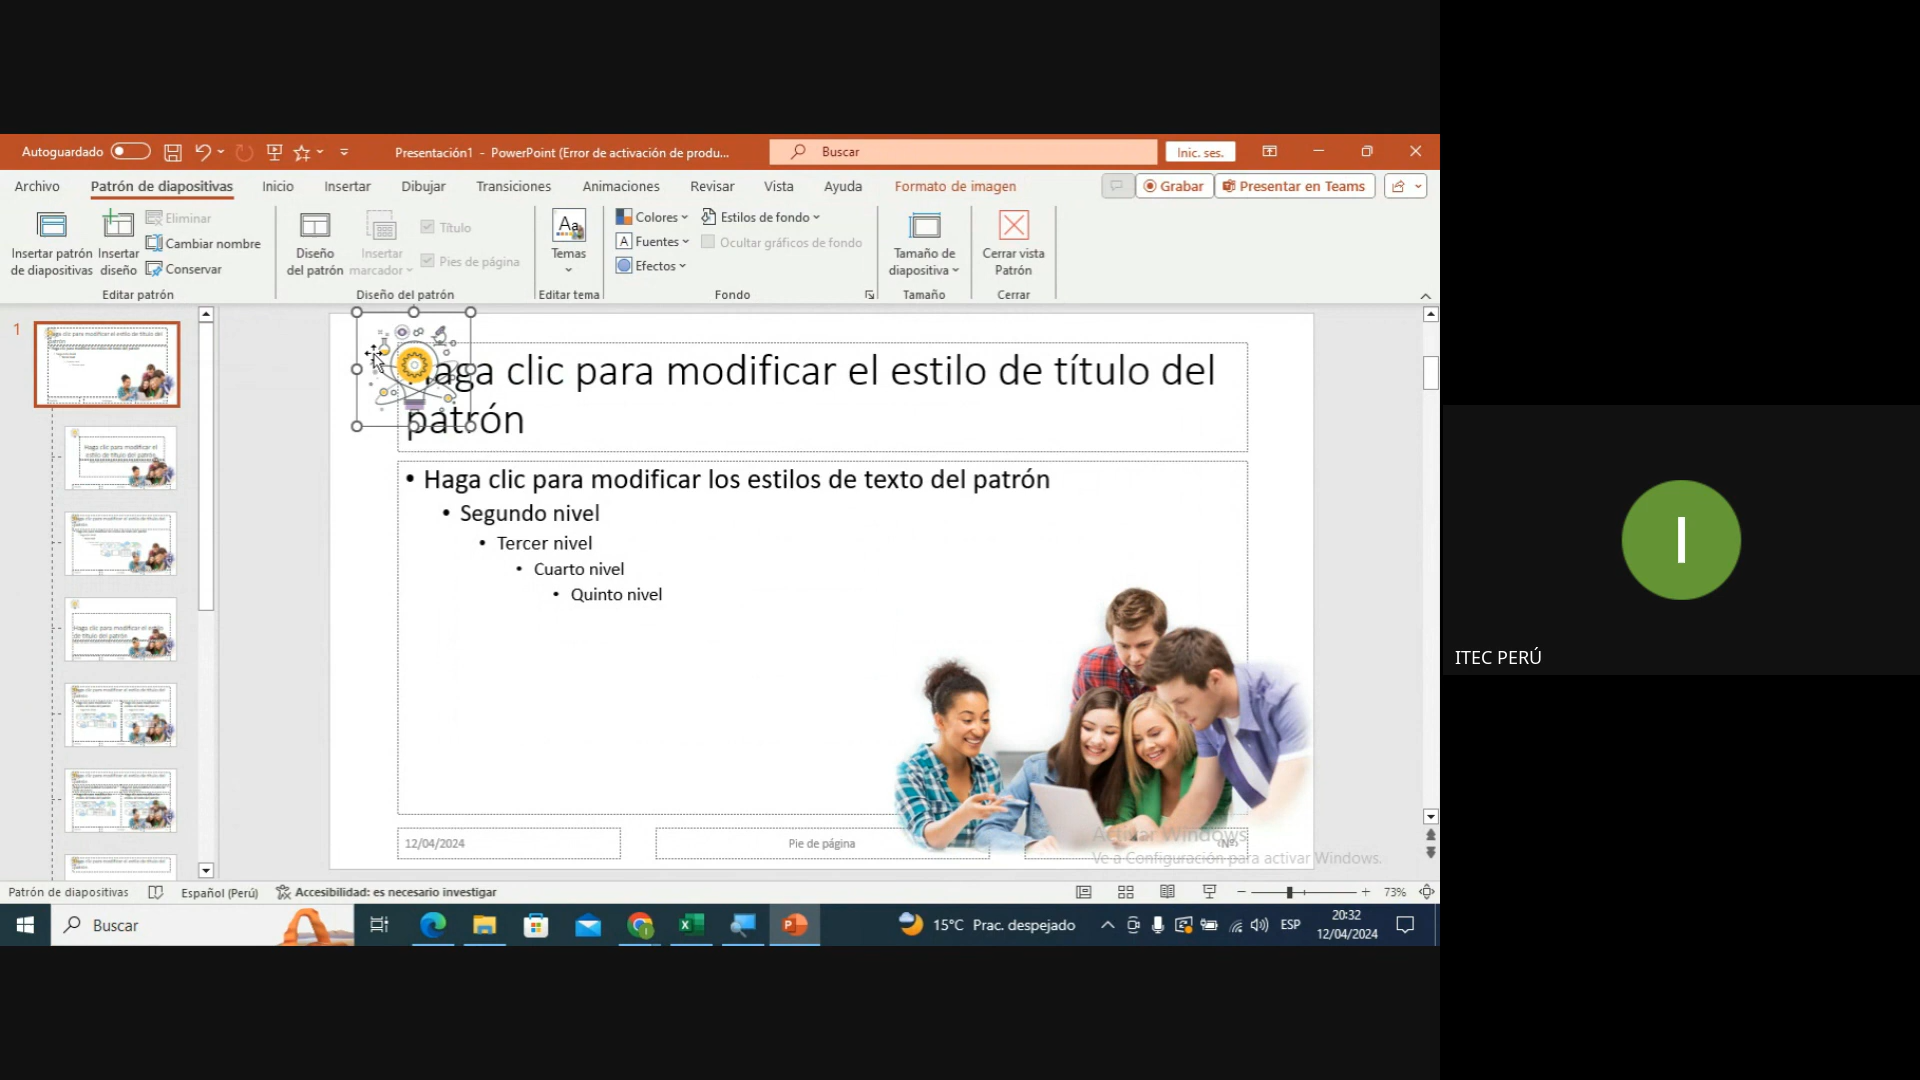 Autoguardado
Presentación1 - PowerPoint (Error de activación de produ...
Buscar
Inic. ses.
Archivo
Patrón de diapositivas
Inicio
Insertar
Dibujar
Transiciones
Animaciones
Revisar
Vista
Ayuda
Formato de imagen
Grabar
Presentar en Teams
Insertar patrón de diapositivas
Insertar diseño
Eliminar
Cambiar nombre
Conservar
Editar patrón
Diseño del patrón
Insertar marcador
Título
Pies de página
Diseño del patrón
Aa
Temas
Editar tema
Colores
Fuentes
Efectos
Estilos de fondo
Ocultar gráficos de fondo
Fondo
Tamaño de diapositiva
Tamaño
Cerrar vista Patrón
Cerrar
1
Haga clic para modificar el estilo de título del
patrón
• Haga clic para modificar los estilos de texto del patrón
• Segundo nivel
• Tercer nivel
• Cuarto nivel
• Quinto nivel
12/04/2024
Pie de página
Activar Windows
Ve a Configuración para activar Windows.
Patrón de diapositivas
Español (Perú)
Accesibilidad: es necesario investigar
73%
Buscar
15°C Prac. despejado
ESP
20:32
12/04/2024
I
ITEC PERÚ